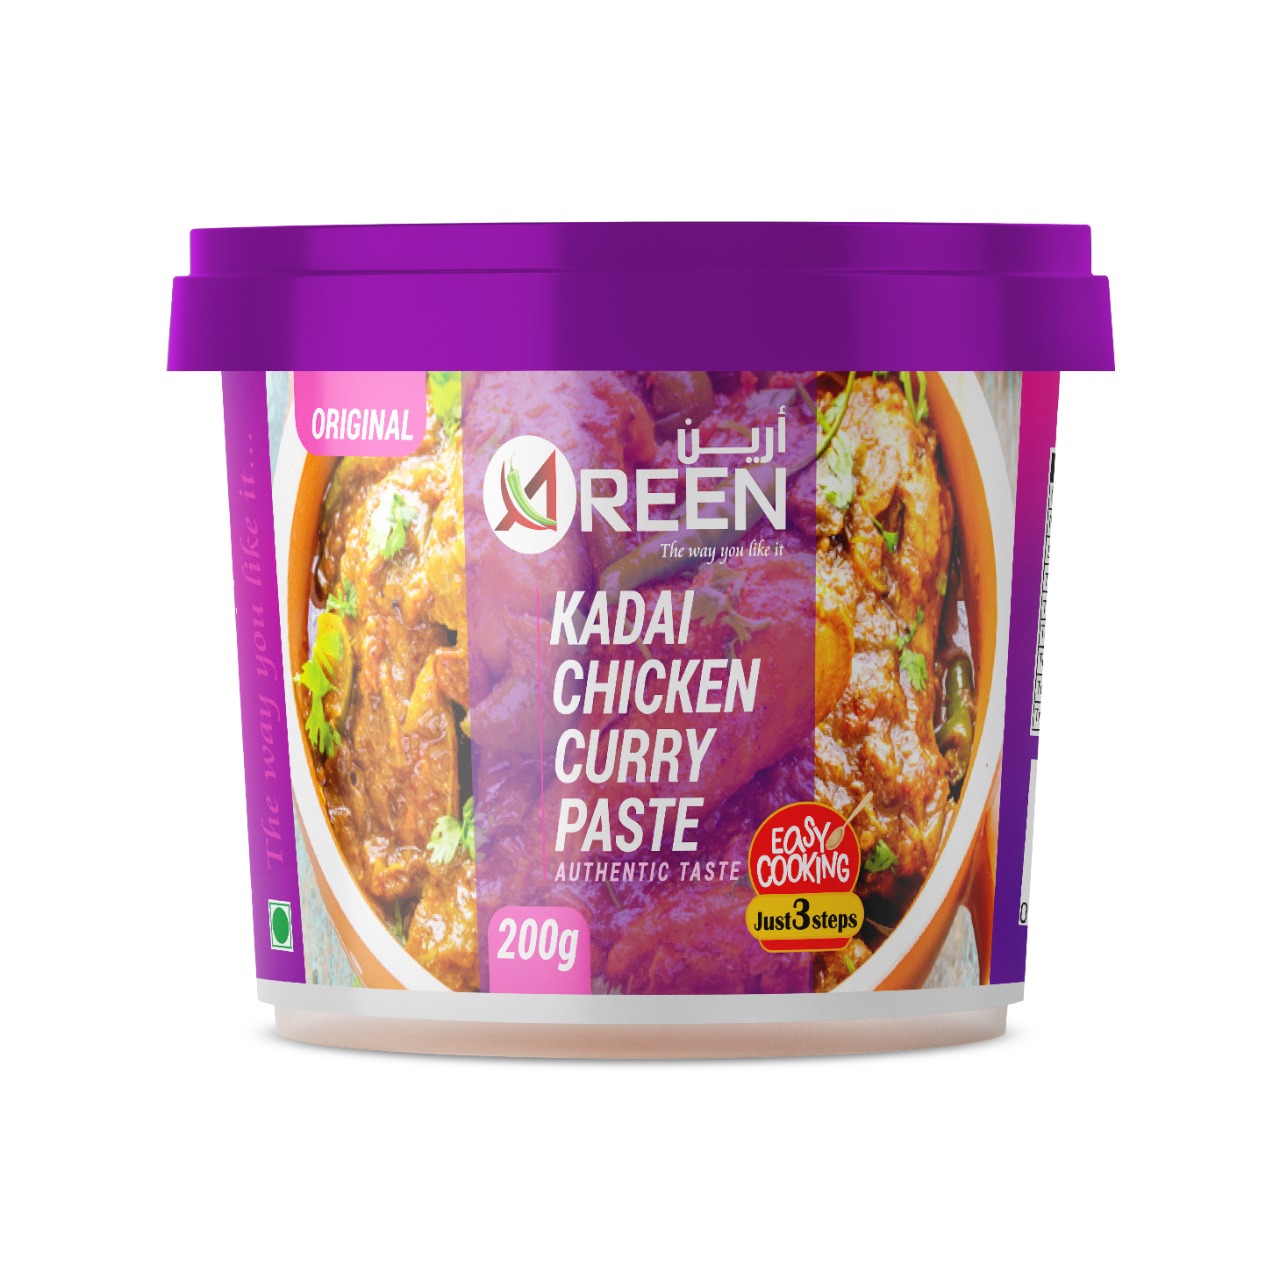 ORIGINAL
أرين
AREEN
The way you like it
KADAI
CHICKEN
CURRY
PASTE
AUTHENTIC TASTE
EASY
COOKING
Just 3 steps
200g
The way you like it...